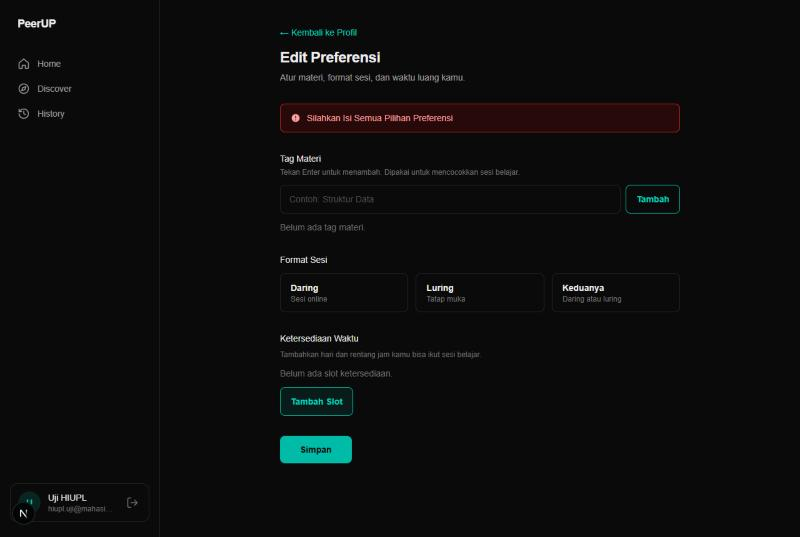 PeerUP
Home
Discover
History
← Kembali ke Profil
Edit Preferensi
Atur materi, format sesi, dan waktu luang kamu.
Silahkan Isi Semua Pilihan Preferensi
Tag Materi
Tekan Enter untuk menambah. Dipakai untuk mencocokkan sesi belajar.
Contoh: Struktur Data
Tambah
Belum ada tag materi.
Format Sesi
Daring
Sesi online
Luring
Tatap muka
Keduanya
Daring atau luring
Ketersediaan Waktu
Tambahkan hari dan rentang jam kamu bisa ikut sesi belajar.
Belum ada slot ketersediaan.
Tambah Slot
Simpan
Uji HIUPL
hiupl.uji@mahasi...
N